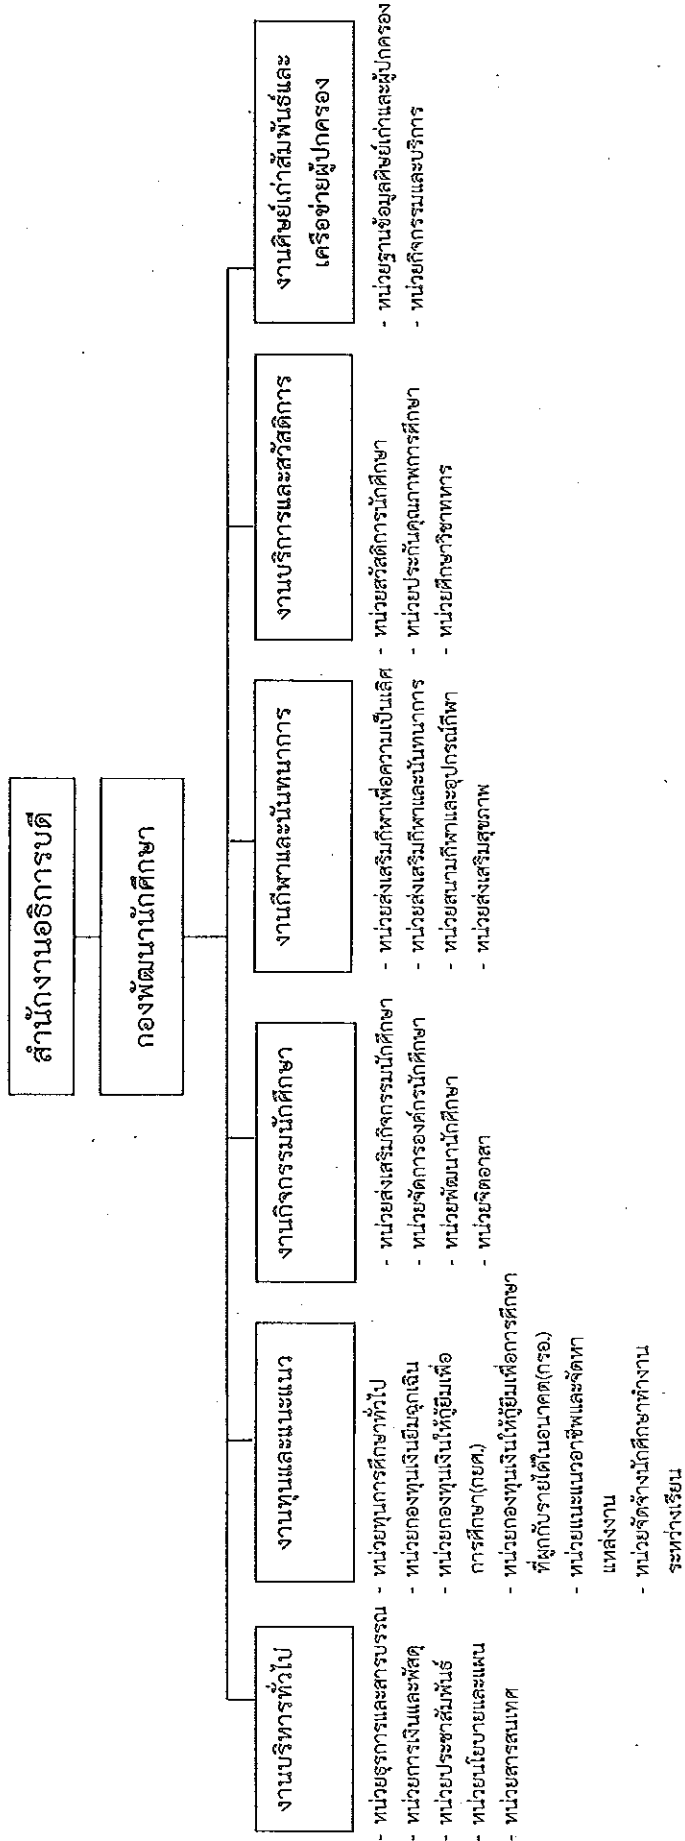 สำนักงานอธิการบดี
กองพัฒนานักศึกษา
งานบริหารทั่วไป
- หน่วยธุรการและสารบรรณ
- หน่วยการเงินและพัสดุ
- หน่วยประชาสัมพันธ์
- หน่วยนโยบายและแผน
- หน่วยสารสนเทศ
งานทุนและแนะแนว
- หน่วยทุนการศึกษาทั่วไป
- หน่วยกองทุนเงินยืมฉุกเฉิน
- หน่วยกองทุนเงินให้กู้ยืมเพื่อ
การศึกษา(กยศ.)
- หน่วยกองทุนเงินให้กู้ยืมเพื่อการศึกษา
ที่ผูกกับรายได้ในอนาคต(กรอ.)
- หน่วยแนะแนวอาชีพและจัดหา
แหล่งงาน
- หน่วยจัดจ้างนักศึกษาทำงาน
ระหว่างเรียน
งานกิจกรรมนักศึกษา
- หน่วยส่งเสริมกิจกรรมนักศึกษา
- หน่วยจัดการองค์กรนักศึกษา
- หน่วยพัฒนานักศึกษา
- หน่วยจิตอาสา
งานกีฬาและนันทนาการ
- หน่วยส่งเสริมกีฬาเพื่อความเป็นเลิศ
- หน่วยส่งเสริมกีฬาและนันทนาการ
- หน่วยสนามกีฬาและอุปกรณ์กีฬา
- หน่วยส่งเสริมสุขภาพ
งานบริการและสวัสดิการ
- หน่วยสวัสดิการนักศึกษา
- หน่วยประกันคุณภาพการศึกษา
- หน่วยศึกษาวิชาทหาร
งานศิษย์เก่าสัมพันธ์และ
เครือข่ายผู้ปกครอง
- หน่วยฐานข้อมูลศิษย์เก่าและผู้ปกครอง
- หน่วยกิจกรรมและบริการ